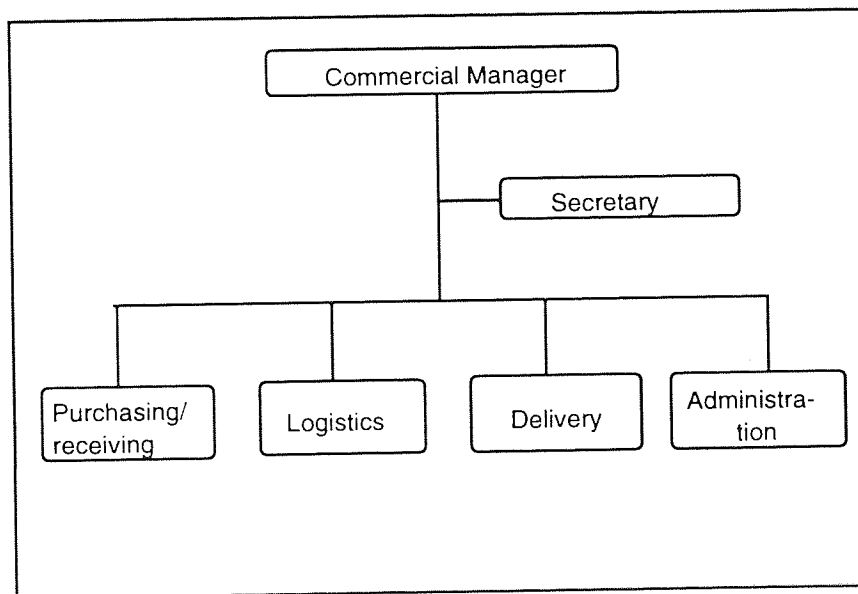 Commercial Manager
Secretary
Purchasing/
receiving
Logistics
Delivery
Administra-
tion